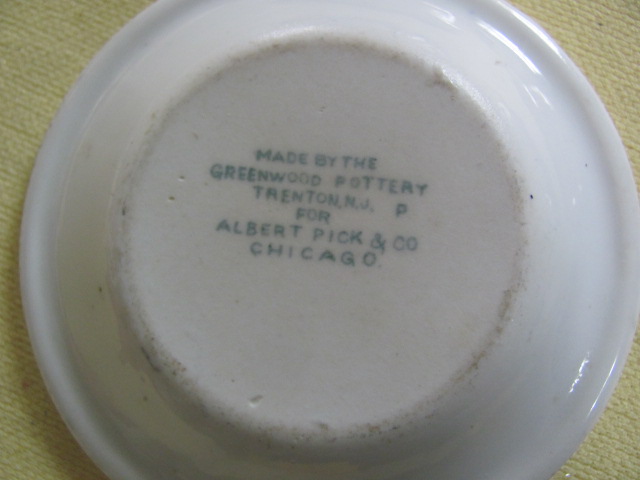 MADE BY THE
GREENWOOD POTTERY
TRENTON, N.J. P
FOR
ALBERT PICK & CO
CHICAGO.